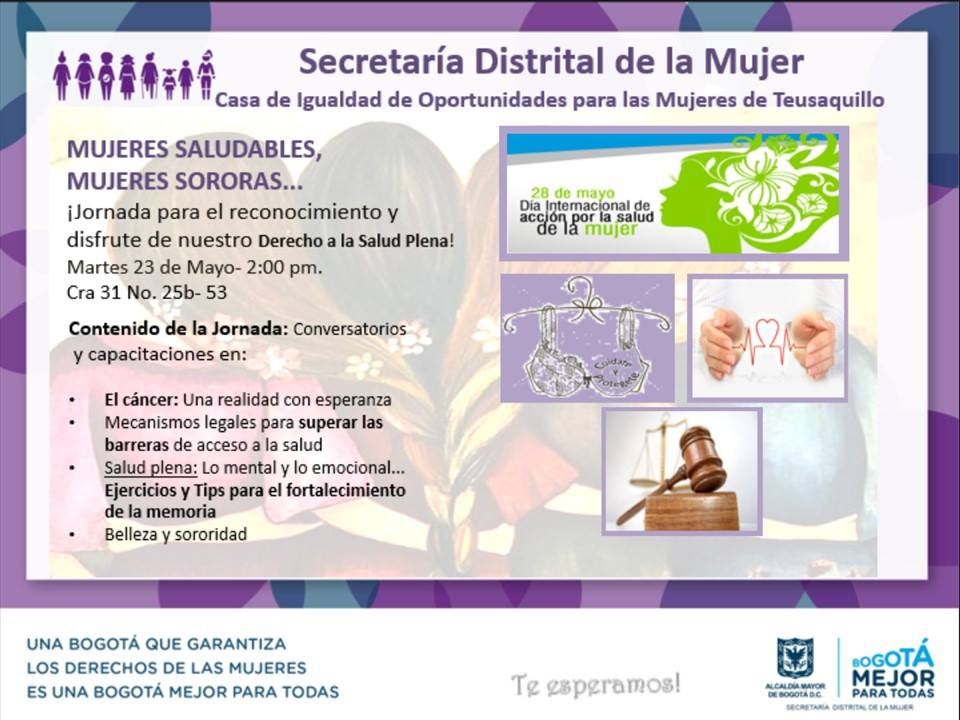 Secretaría Distrital de la Mujer
Casa de Igualdad de Oportunidades para las Mujeres de Teusaquillo
MUJERES SALUDABLES,
MUJERES SORORAS...
¡Jornada para el reconocimiento y
disfrute de nuestro Derecho a la Salud Plena!
Martes 23 de Mayo- 2:00 pm.
Cra 31 No. 25b- 53
Contenido de la Jornada: Conversatorios
y capacitaciones en:
• El cáncer: Una realidad con esperanza
• Mecanismos legales para superar las
barreras de acceso a la salud
• Salud plena: Lo mental y lo emocional...
Ejercicios y Tips para el fortalecimiento
de la memoria
• Belleza y sororidad
28 de mayo
Día Internacional de
acción por la salud
de la mujer
Cuidate
y
Protegete
UNA BOGOTÁ QUE GARANTIZA
LOS DERECHOS DE LAS MUJERES
ES UNA BOGOTÁ MEJOR PARA TODAS
Te esperamos!
ALCALDÍA MAYOR
DE BOGOTÁ D.C.
BOGOTÁ
MEJOR
PARA TODAS
SECRETARÍA DISTRITAL DE LA MUJER